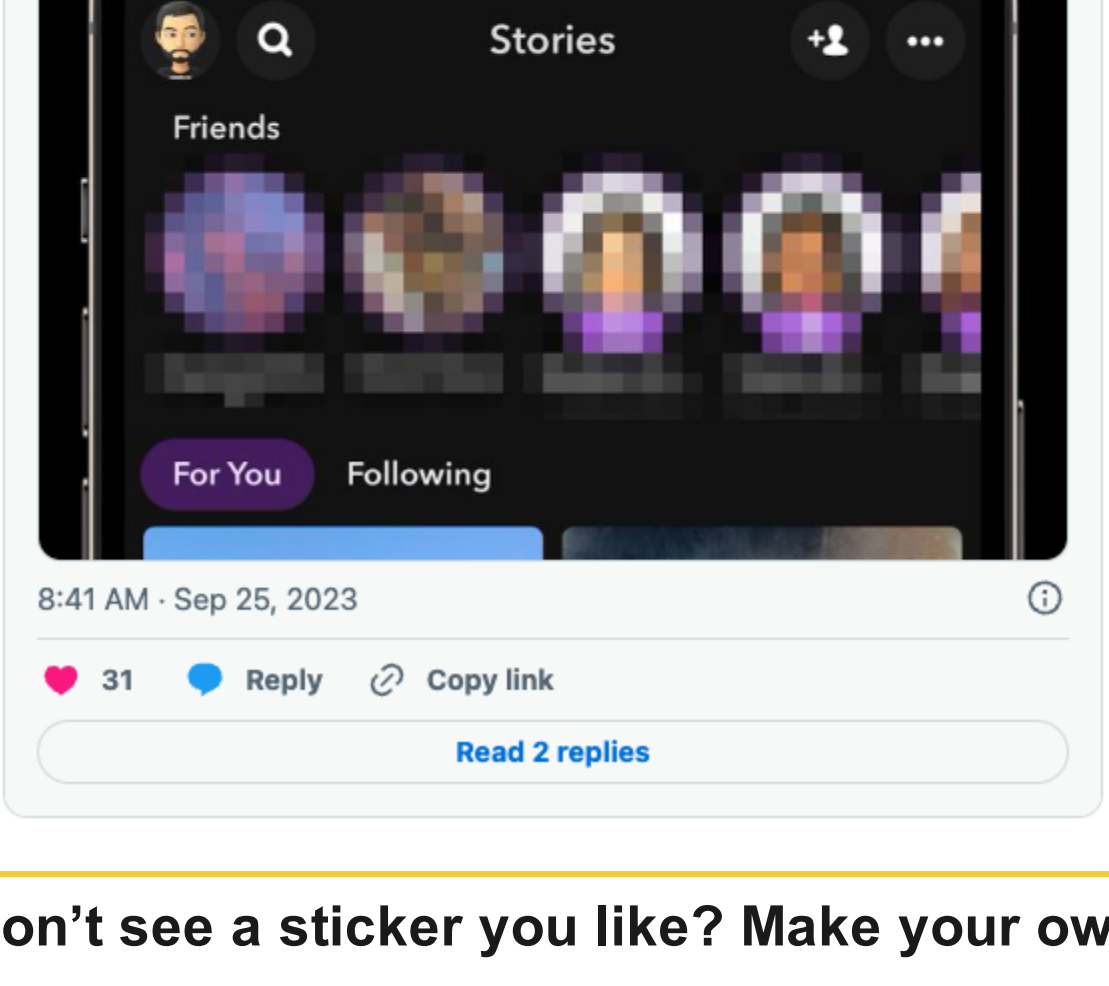 Stories
Friends
For You Following
8:41 AM · Sep 25, 2023
31 Reply Copy link
Read 2 replies
on’t see a sticker you like? Make your ow